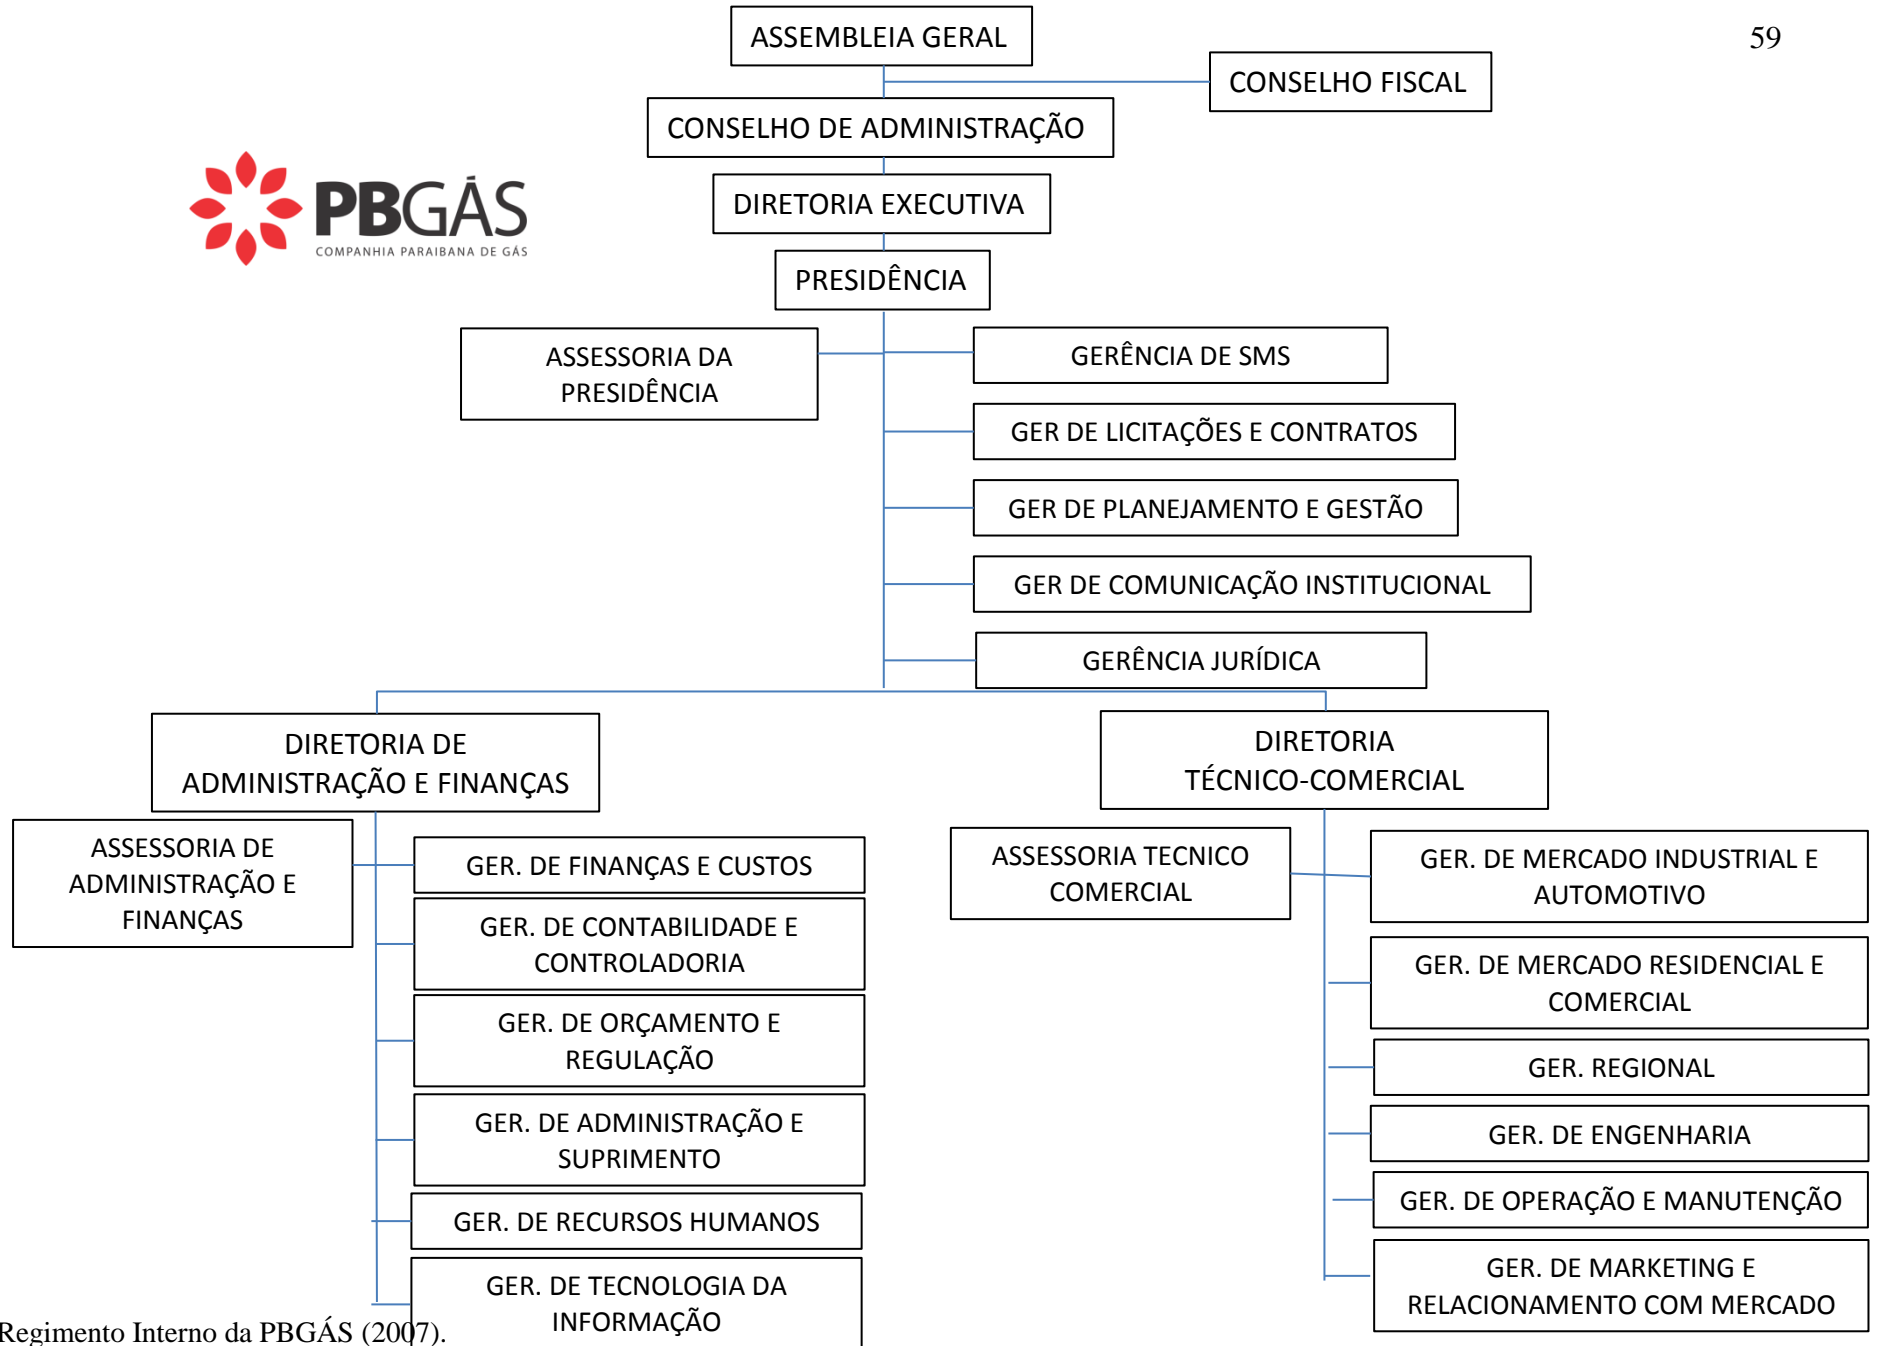 ASSEMBLEIA GERAL
59
CONSELHO FISCAL
CONSELHO DE ADMINISTRAÇÃO
PBGÁS
COMPANHIA PARAIBANA DE GÁS
DIRETORIA EXECUTIVA
PRESIDÊNCIA
ASSESSORIA DA
PRESIDÊNCIA
GERÊNCIA DE SMS
GER DE LICITAÇÕES E CONTRATOS
GER DE PLANEJAMENTO E GESTÃO
GER DE COMUNICAÇÃO INSTITUCIONAL
GERÊNCIA JURÍDICA
DIRETORIA DE
ADMINISTRAÇÃO E FINANÇAS
ASSESSORIA DE
ADMINISTRAÇÃO E
FINANÇAS
GER. DE FINANÇAS E CUSTOS
GER. DE CONTABILIDADE E
CONTROLADORIA
GER. DE ORÇAMENTO E
REGULAÇÃO
GER. DE ADMINISTRAÇÃO E
SUPRIMENTO
GER. DE RECURSOS HUMANOS
GER. DE TECNOLOGIA DA
INFORMAÇÃO
DIRETORIA
TÉCNICO-COMERCIAL
ASSESSORIA TECNICO
COMERCIAL
GER. DE MERCADO INDUSTRIAL E
AUTOMOTIVO
GER. DE MERCADO RESIDENCIAL E
COMERCIAL
GER. REGIONAL
GER. DE ENGENHARIA
GER. DE OPERAÇÃO E MANUTENÇÃO
GER. DE MARKETING E
RELACIONAMENTO COM MERCADO
Regimento Interno da PBGÁS (2007).